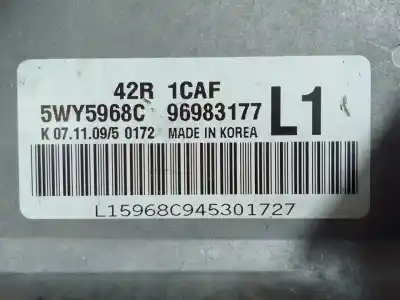 42R 1CAF
5WY5968C 96983177 L1
K 07.11.09/5 0172 MADE IN KOREA
L15968C945301727